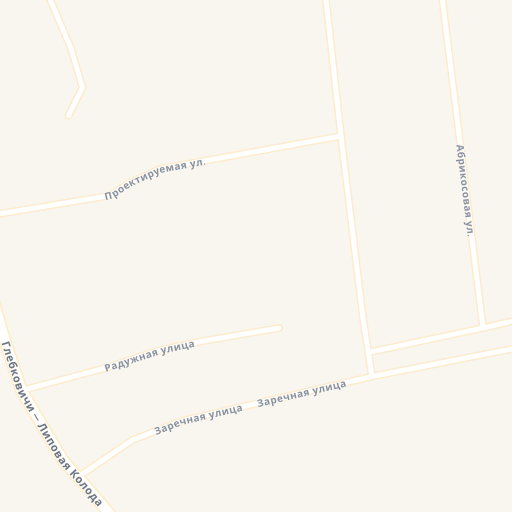 Проектируемая ул.
Абрикосовая ул.
Радужная улица
Глебковичи – Липовая Колода
Заречная улица
Заречная улица